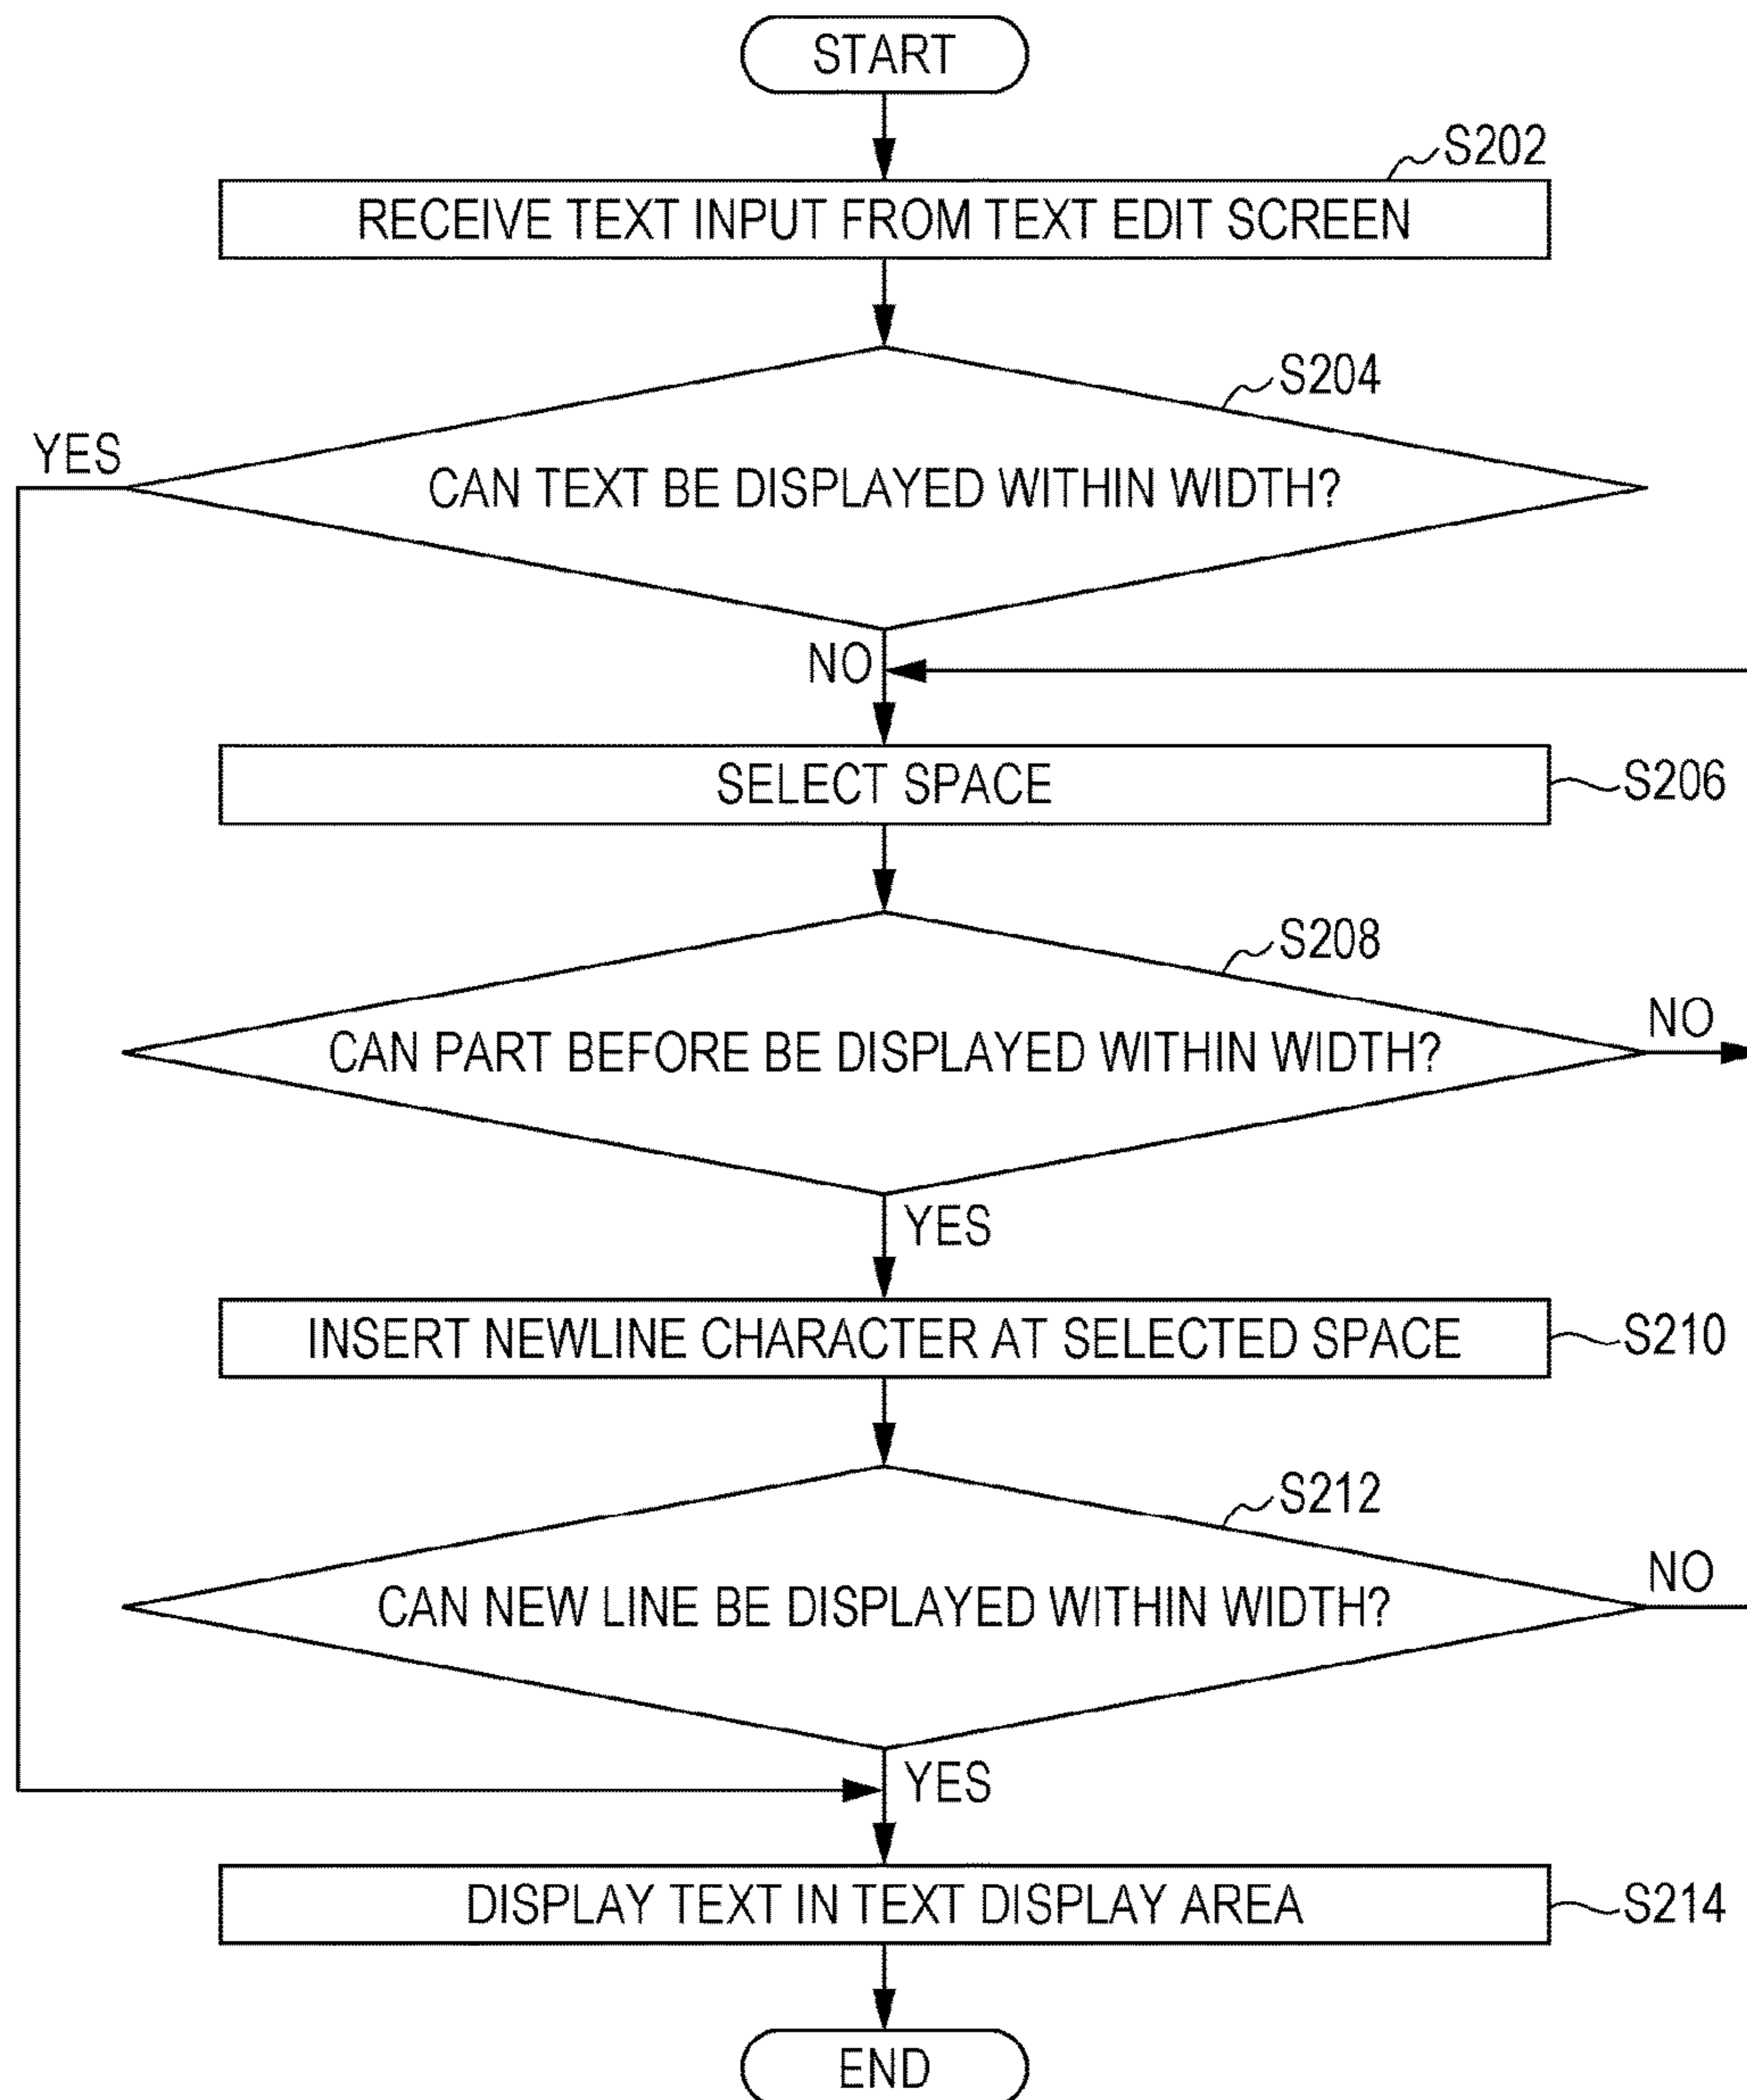 START
S202
RECEIVE TEXT INPUT FROM TEXT EDIT SCREEN
S204
YES
CAN TEXT BE DISPLAYED WITHIN WIDTH?
NO
SELECT SPACE
S206
S208
NO
CAN PART BEFORE BE DISPLAYED WITHIN WIDTH?
YES
INSERT NEWLINE CHARACTER AT SELECTED SPACE
S210
S212
NO
CAN NEW LINE BE DISPLAYED WITHIN WIDTH?
YES
DISPLAY TEXT IN TEXT DISPLAY AREA
S214
END